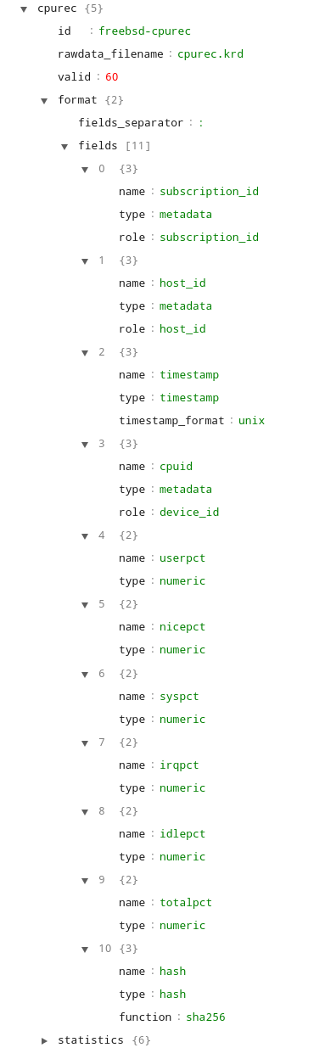 ▼ cpurec {5}
id : freebsd-cpurec
rawdata_filename : cpurec.krd
valid : 60
▼ format {2}
fields_separator : :
▼ fields [11]
▼ 0 {3}
name : subscription_id
type : metadata
role : subscription_id
▼ 1 {3}
name : host_id
type : metadata
role : host_id
▼ 2 {3}
name : timestamp
type : timestamp
timestamp_format : unix
▼ 3 {3}
name : cpuid
type : metadata
role : device_id
▼ 4 {2}
name : userpct
type : numeric
▼ 5 {2}
name : nicepct
type : numeric
▼ 6 {2}
name : syspct
type : numeric
▼ 7 {2}
name : irqpct
type : numeric
▼ 8 {2}
name : idlepct
type : numeric
▼ 9 {2}
name : totalpct
type : numeric
▼ 10 {3}
name : hash
type : hash
function : sha256
▶ statistics {6}